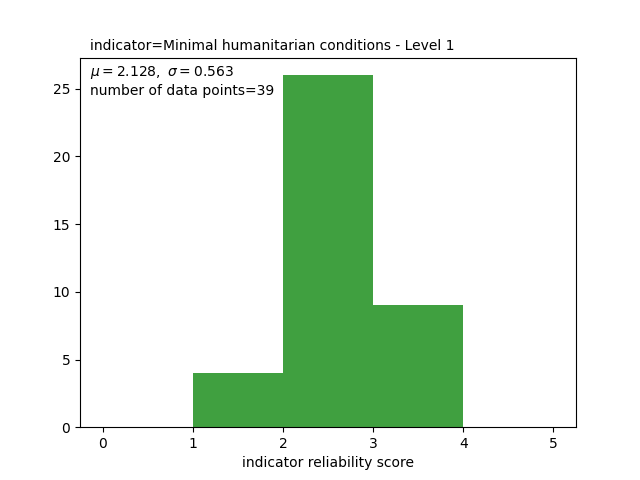 indicator=Minimal humanitarian conditions - Level 1
μ = 2.128, σ = 0.563
number of data points=39
25
20
15
10
5
0
0 1 2 3 4 5
indicator reliability score